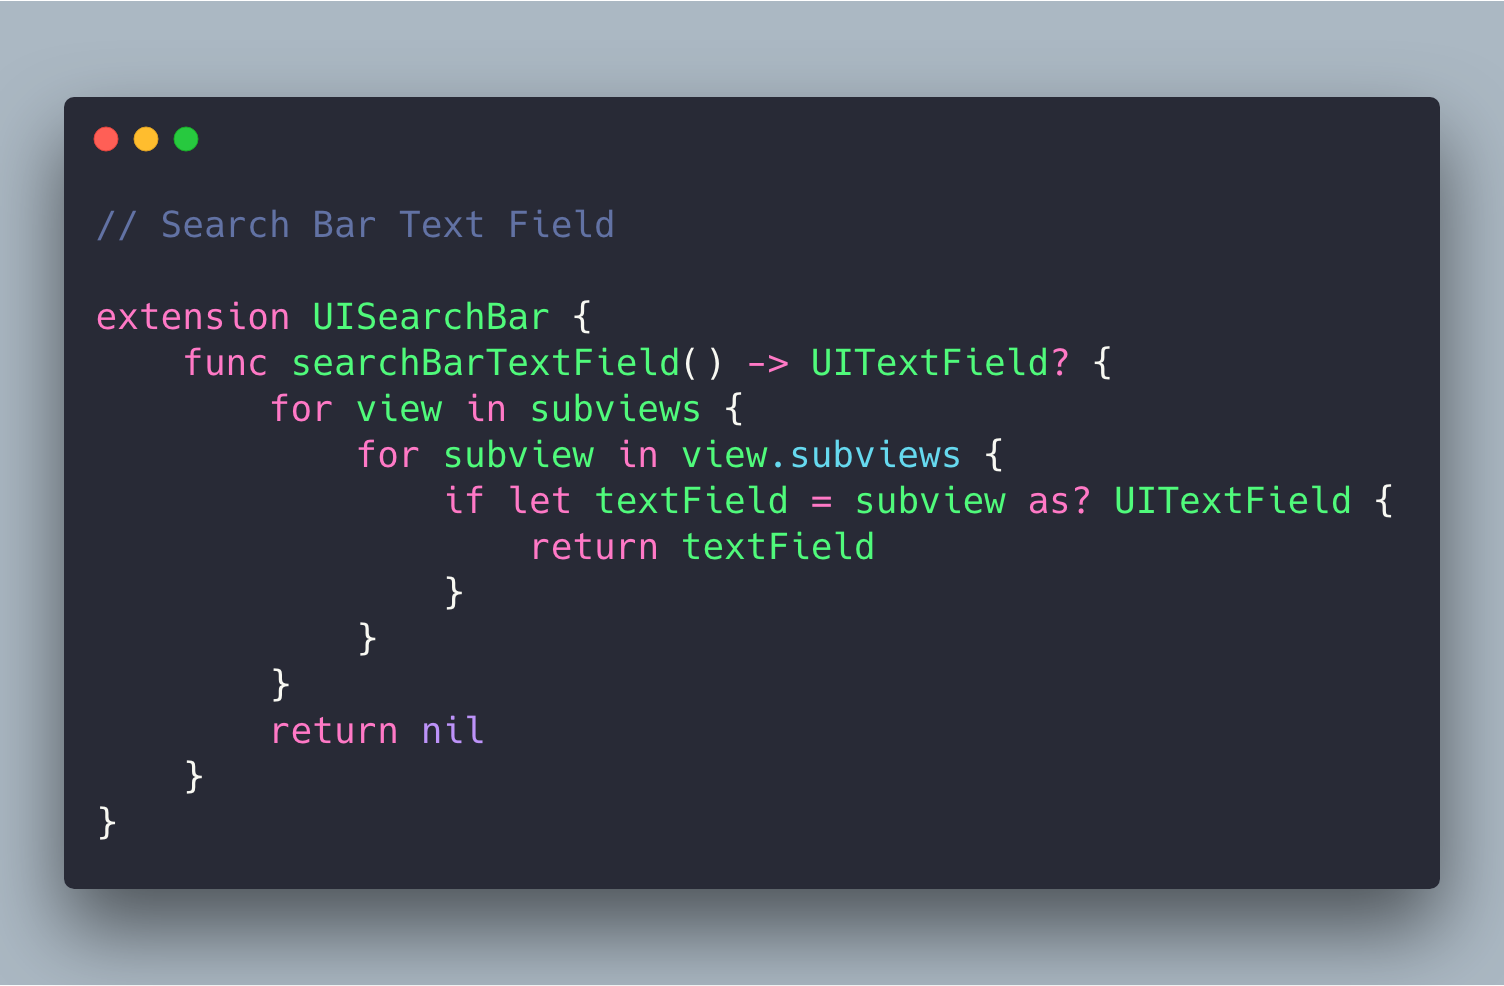 // Search Bar Text Field

extension UISearchBar {
    func searchBarTextField() -> UITextField? {
        for view in subviews {
            for subview in view.subviews {
                if let textField = subview as? UITextField {
                    return textField
                }
            }
        }
        return nil
    }
}